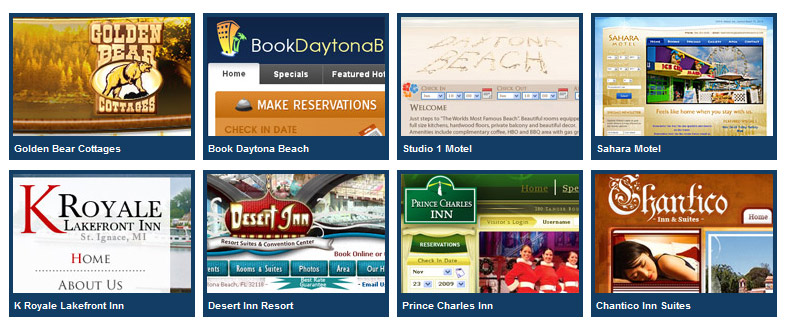 GOLDEN
BEAR
COTTAGES
Golden Bear Cottages
BookDaytonaB
Home Specials Featured Hot
MAKE RESERVATIONS
CHECK IN DATE
Book Daytona Beach
DAYTONA
BEACH
CHECK IN CHECK OUT
WELCOME
Just steps to "The Worlds Most Famous Beach". Beautiful rooms equipped
full size kitchens, hardwood floors, private balcony and beautiful decor.
Amenities include complimentary coffee, HBO and BBQ area with gas g
Studio 1 Motel
SAHARA
MOTEL
ICE
Feels like home when you stay with us.
Sahara Motel
K ROYALE
LAKEFRONT INN
St. Ignace, MI
HOME
ABOUT US
K Royale Lakefront Inn
Desert Inn
Resort Suites & Convention Center
Book Online or
ents Rooms & Suites Photos Area Our H
tona Beach, FL 32118 - Best Rate Guarantee - Email U
Desert Inn Resort
PRINCE CHARLES
INN
Home Spe
RESERVATIONS
Visitor's Login Username
Check In Date
Nov
23 2009
Prince Charles Inn
Chantico
Inn & Suites
Home
Chantico Inn Suites